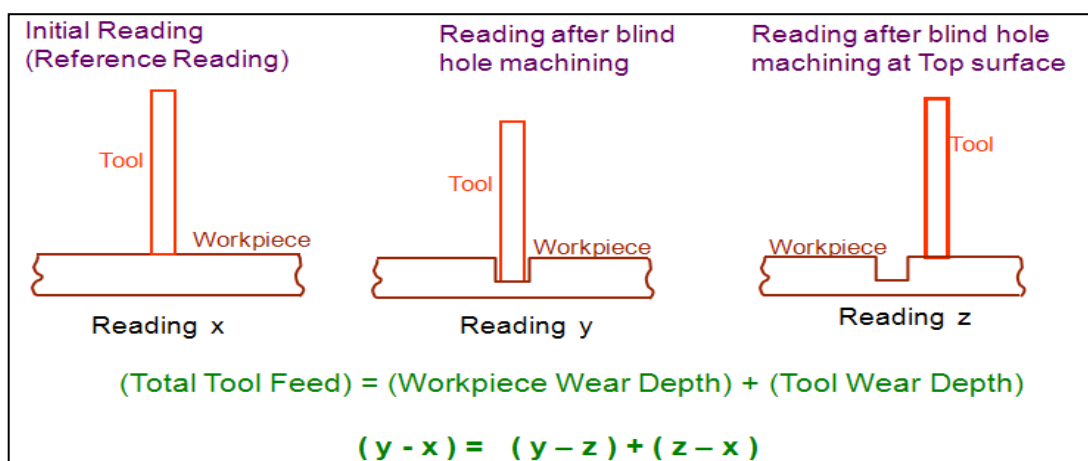 Initial Reading
(Reference Reading)
Tool
Workpiece
Reading x
Reading after blind
hole machining
Tool
Workpiece
Reading y
Reading after blind hole
machining at Top surface
Tool
Workpiece
Reading z
(Total Tool Feed) = (Workpiece Wear Depth) + (Tool Wear Depth)
( y - x ) = ( y – z ) + ( z – x )